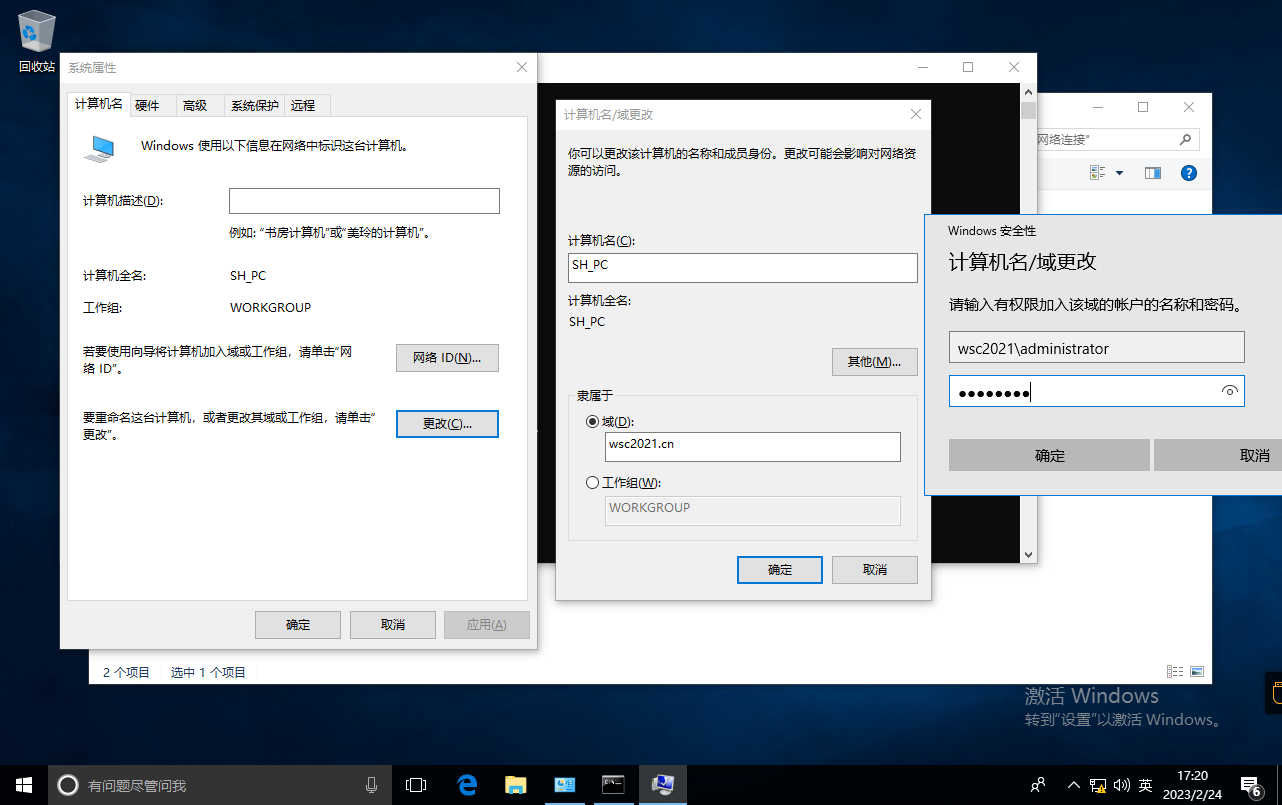 回收站
系统属性
计算机名
硬件
高级
系统保护
远程
Windows 使用以下信息在网络中标识这台计算机。
计算机描述(D):
例如: "书房计算机"或"美玲的计算机"。
计算机全名:
SH_PC
工作组:
WORKGROUP
若要使用向导将计算机加入域或工作组，请单击"网
络 ID"。
网络 ID(N)...
要重命名这台计算机，或者更改其域或工作组，请单击"
更改"。
更改(C)...
确定
取消
应用(A)
计算机名/域更改
你可以更改该计算机的名称和成员身份。更改可能会影响对网络资
源的访问。
计算机名(C):
SH_PC
计算机全名:
SH_PC
其他(M)...
隶属于
域(D):
wsc2021.cn
工作组(W):
WORKGROUP
确定
取消
网络连接"
Windows 安全性
计算机名/域更改
请输入有权限加入该域的帐户的名称和密码。
wsc2021\administrator
●●●●●●●●
确定
取消
2 个项目
选中 1 个项目
激活 Windows
转到"设置"以激活 Windows。
有问题尽管问我
英
17:20
2023/2/24
6